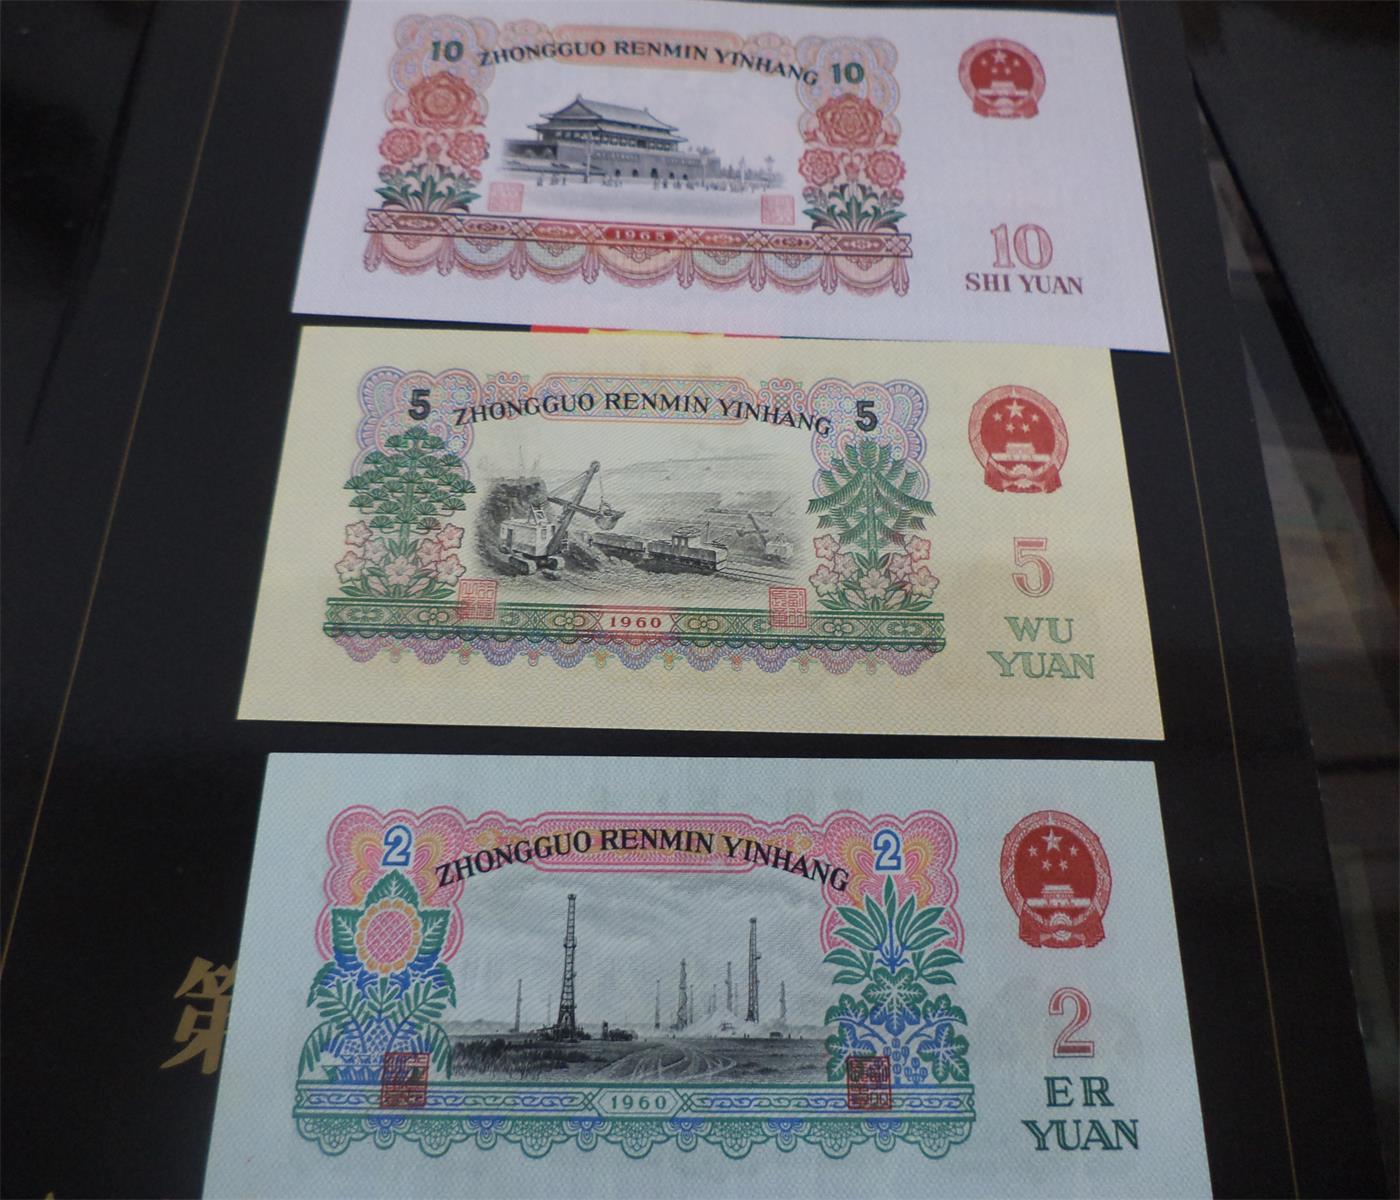 10 ZHONGGUO RENMIN YINHANG 10
1965
10
SHI YUAN
5 ZHONGGUO RENMIN YINHANG 5
1960
5
WU
YUAN
2 ZHONGGUO RENMIN YINHANG 2
1960
2
ER
YUAN
第